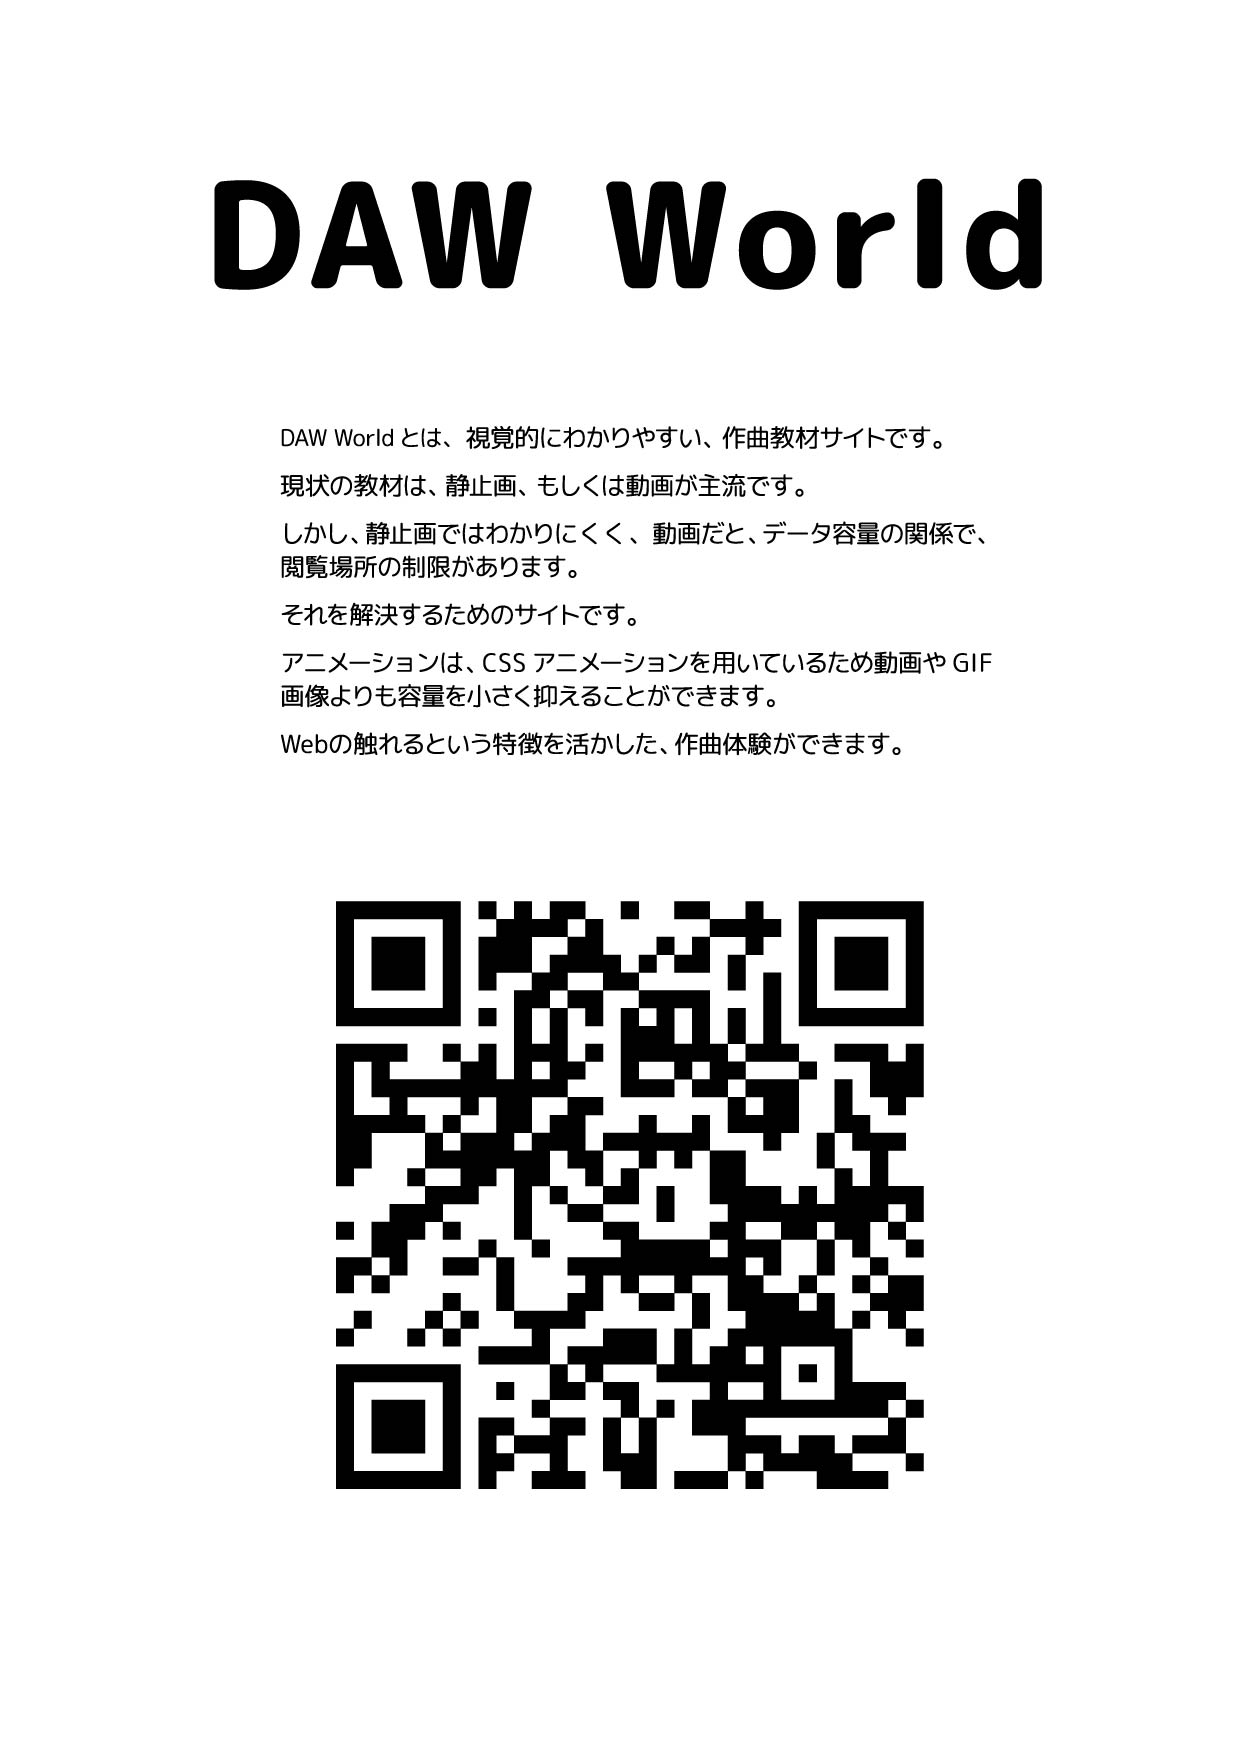 DAW World
DAW World とは、視覚的にわかりやすい、作曲教材サイトです。
現状の教材は、静止画、もしくは動画が主流です。
しかし、静止画ではわかりにくく、動画だと、データ容量の関係で、
閲覧場所の制限があります。
それを解決するためのサイトです。
アニメーションは、CSS アニメーションを用いているため動画や GIF
画像よりも容量を小さく抑えることができます。
Webの触れるという特徴を活かした、作曲体験ができます。